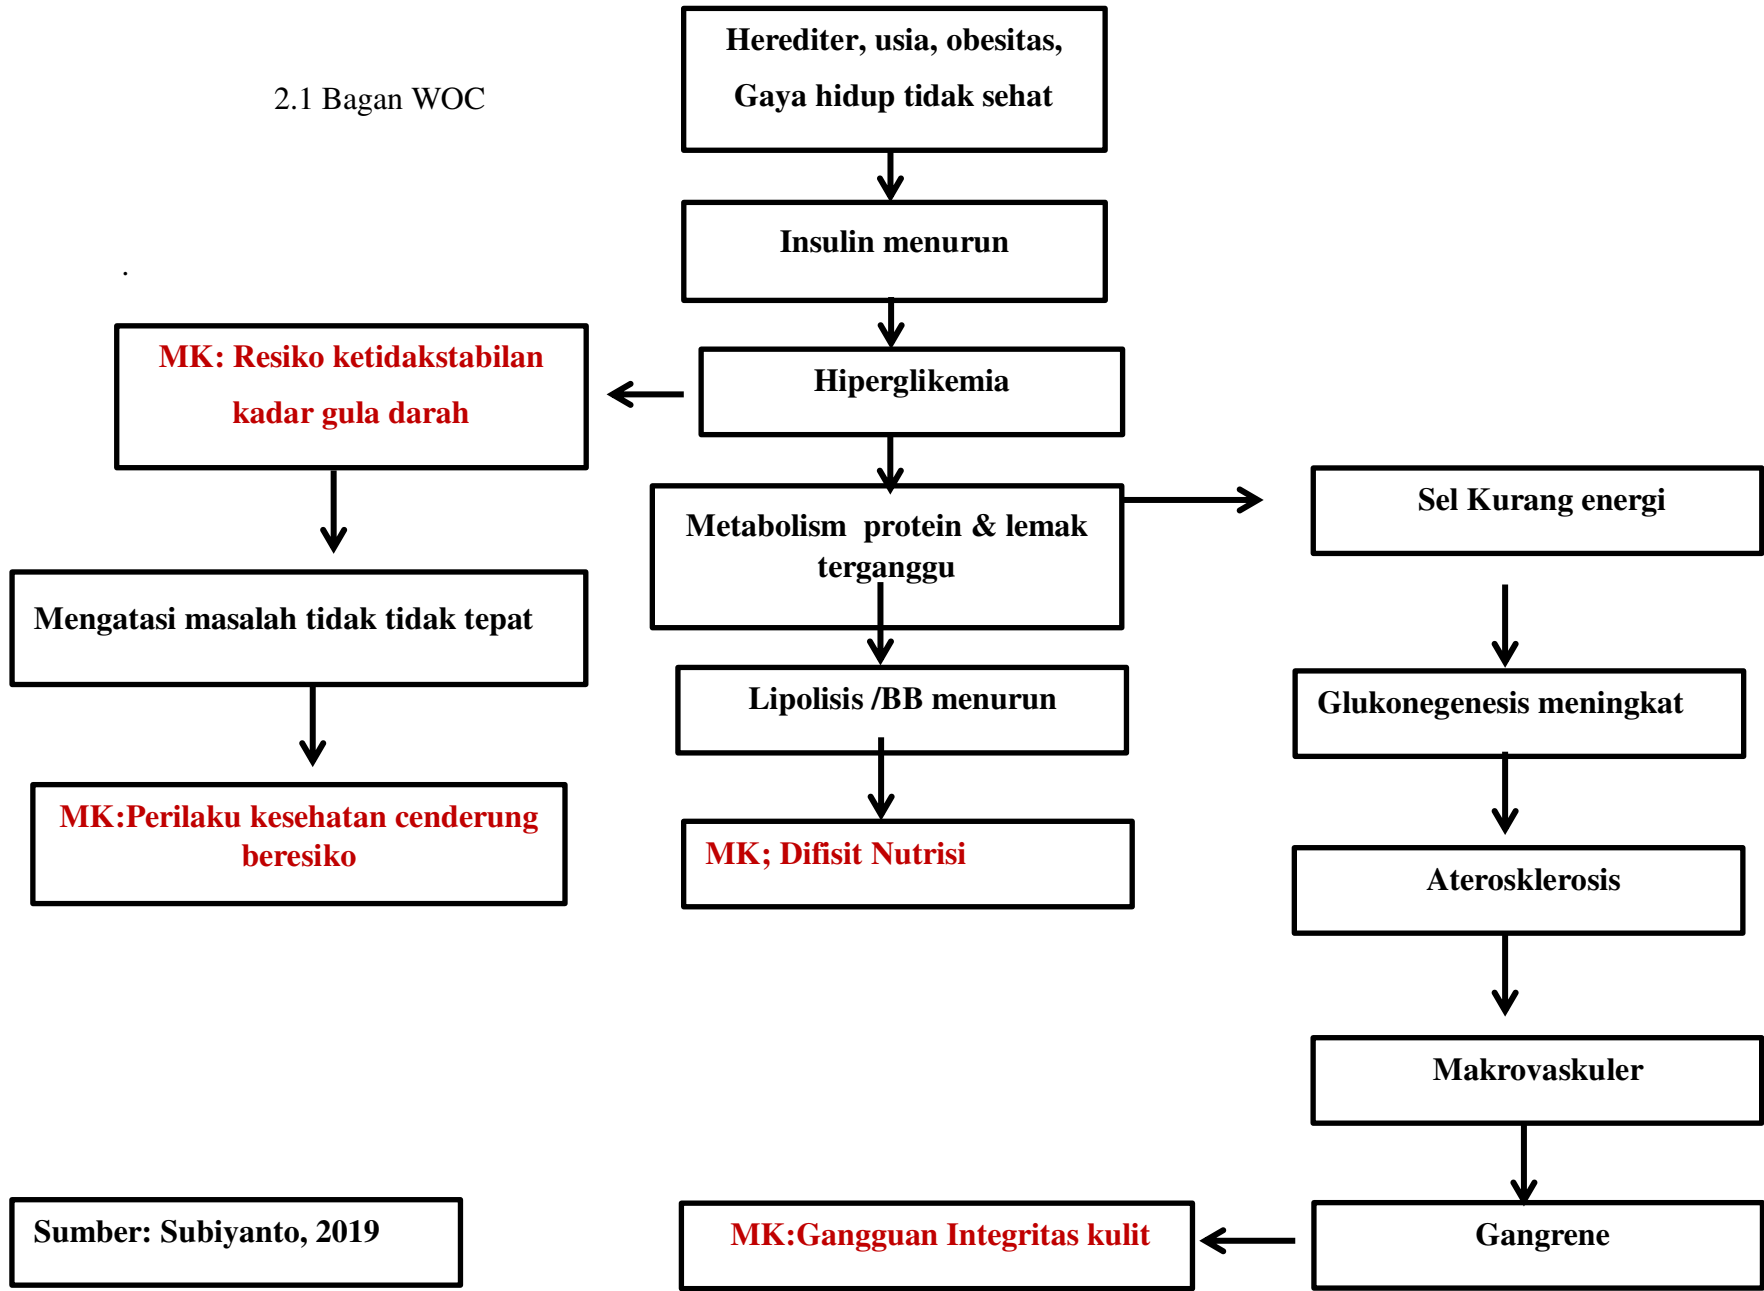 Herediter, usia, obesitas,
Gaya hidup tidak sehat
2.1 Bagan WOC
Insulin menurun
.
MK: Resiko ketidakstabilan
kadar gula darah
Hiperglikemia
Metabolism protein & lemak
terganggu
Sel Kurang energi
Mengatasi masalah tidak tidak tepat
Lipolisis /BB menurun
Glukonegenesis meningkat
MK:Perilaku kesehatan cenderung
beresiko
MK; Difisit Nutrisi
Aterosklerosis
Makrovaskuler
Sumber: Subiyanto, 2019
MK:Gangguan Integritas kulit
Gangrene